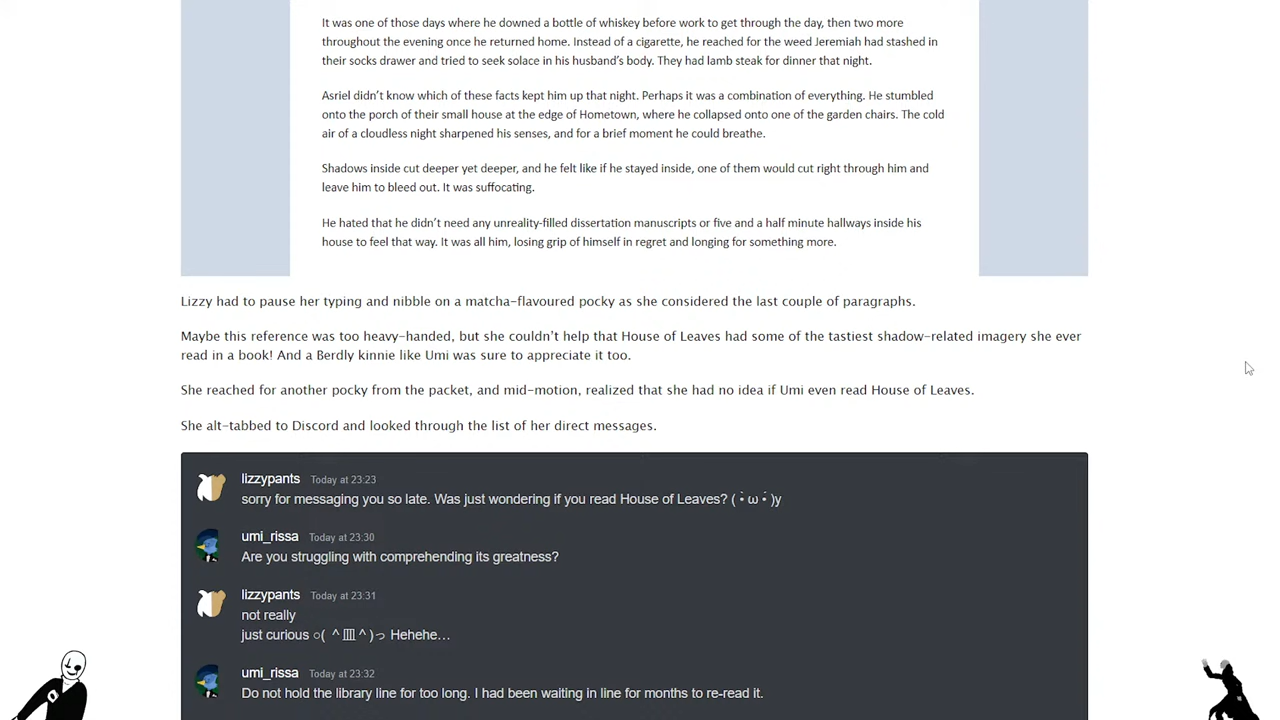 It was one of those days where he downed a bottle of whiskey before work to get through the day, then two more
throughout the evening once he returned home. Instead of a cigarette, he reached for the weed Jeremiah had stashed in
their socks drawer and tried to seek solace in his husband’s body. They had lamb steak for dinner that night.
Asriel didn’t know which of these facts kept him up that night. Perhaps it was a combination of everything. He stumbled
onto the porch of their small house at the edge of Hometown, where he collapsed onto one of the garden chairs. The cold
air of a cloudless night sharpened his senses, and for a brief moment he could breathe.
Shadows inside cut deeper yet deeper, and he felt like if he stayed inside, one of them would cut right through him and
leave him to bleed out. It was suffocating.
He hated that he didn’t need any unreality-filled dissertation manuscripts or five and a half minute hallways inside his
house to feel that way. It was all him, losing grip of himself in regret and longing for something more.
Lizzy had to pause her typing and nibble on a matcha-flavoured pocky as she considered the last couple of paragraphs.
Maybe this reference was too heavy-handed, but she couldn’t help that House of Leaves had some of the tastiest shadow-related imagery she ever
read in a book! And a Berdly kinnie like Umi was sure to appreciate it too.
She reached for another pocky from the packet, and mid-motion, realized that she had no idea if Umi even read House of Leaves.
She alt-tabbed to Discord and looked through the list of her direct messages.
lizzypants Today at 23:23
sorry for messaging you so late. Was just wondering if you read House of Leaves? ( •̀ ω •́ )y
umi_rissa Today at 23:30
Are you struggling with comprehending its greatness?
lizzypants Today at 23:31
not really
just curious ○( ＾皿＾)っ Hehehe…
umi_rissa Today at 23:32
Do not hold the library line for too long. I had been waiting in line for months to re-read it.